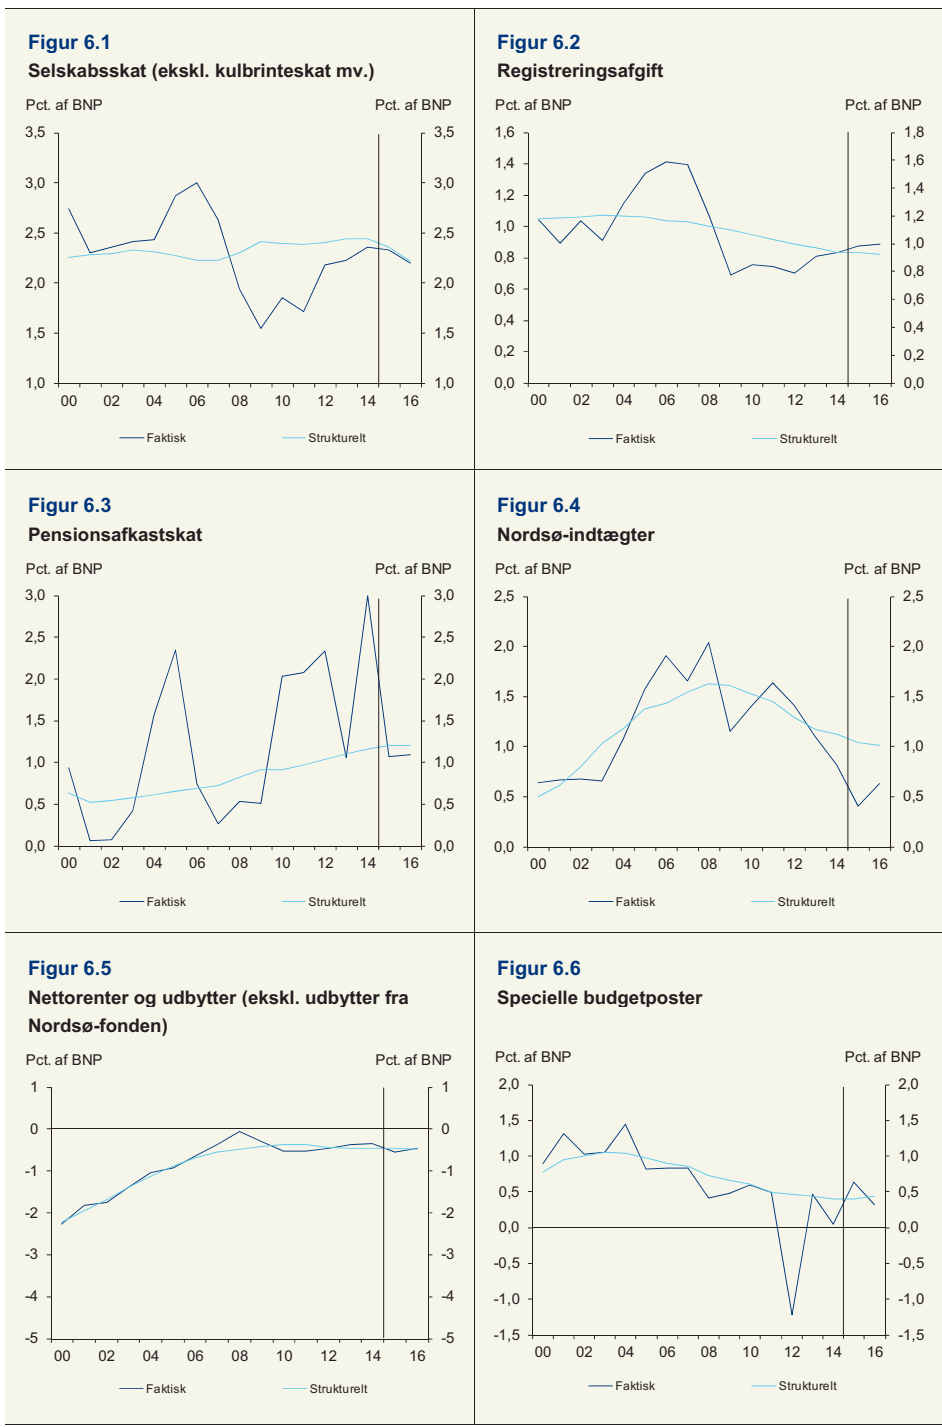 Figur 6.1
Selskabsskat (ekskl. kulbrinteskat mv.)
Pct. af BNP Pct. af BNP
3,5 3,5
3,0 3,0
2,5 2,5
2,0 2,0
1,5 1,5
1,0 1,0
00 02 04 06 08 10 12 14 16
Faktisk Strukturelt
Figur 6.2
Registreringsafgift
Pct. af BNP Pct. af BNP
1,6 1,8
1,4 1,6
1,2 1,4
1,0 1,2
0,8 1,0
0,6 0,8
0,4 0,6
0,2 0,4
0,0 0,2
0,0
00 02 04 06 08 10 12 14 16
Faktisk Strukturelt
Figur 6.3
Pensionsafkastskat
Pct. af BNP Pct. af BNP
3,0 3,0
2,5 2,5
2,0 2,0
1,5 1,5
1,0 1,0
0,5 0,5
0,0 0,0
00 02 04 06 08 10 12 14 16
Faktisk Strukturelt
Figur 6.4
Nordsø-indtægter
Pct. af BNP Pct. af BNP
2,5 2,5
2,0 2,0
1,5 1,5
1,0 1,0
0,5 0,5
0,0 0,0
00 02 04 06 08 10 12 14 16
Faktisk Strukturelt
Figur 6.5
Nettorenter og udbytter (ekskl. udbytter fra
Nordsø-fonden)
Pct. af BNP Pct. af BNP
1 1
0 0
-1 -1
-2 -2
-3 -3
-4 -4
-5 -5
00 02 04 06 08 10 12 14 16
Faktisk Strukturelt
Figur 6.6
Specielle budgetposter
Pct. af BNP Pct. af BNP
2,0 2,0
1,5 1,5
1,0 1,0
0,5 0,5
0,0 0,0
-0,5 -0,5
-1,0 -1,0
-1,5 -1,5
00 02 04 06 08 10 12 14 16
Faktisk Strukturelt